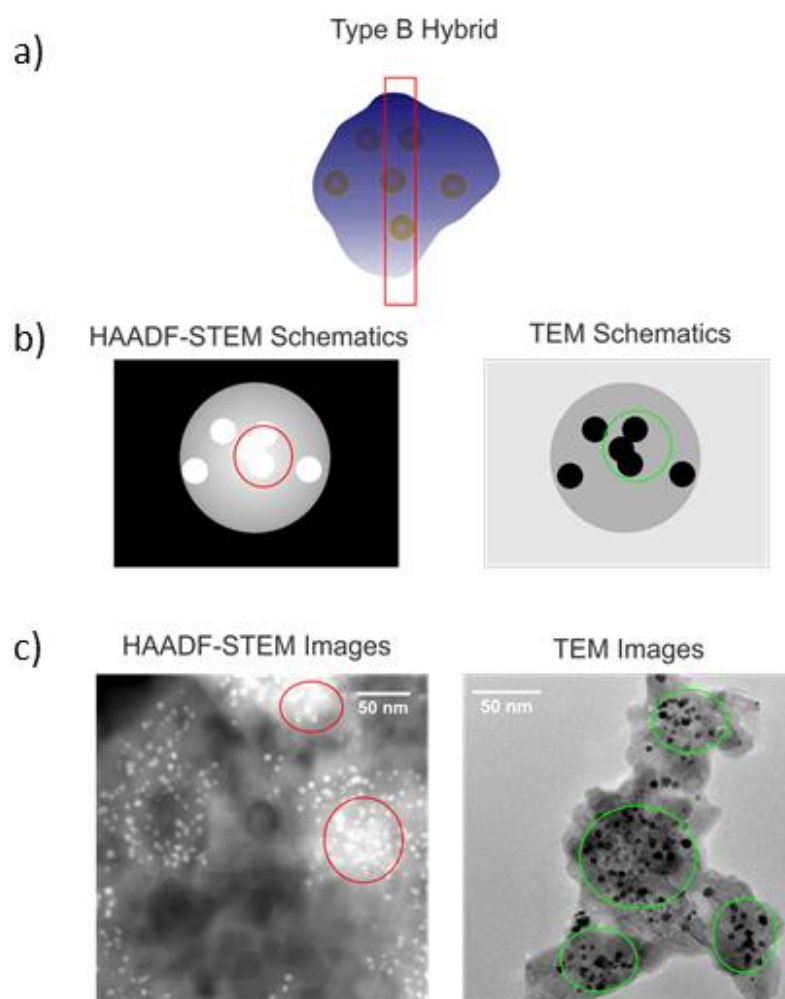 a)
Type B Hybrid
b)
HAADF-STEM Schematics
TEM Schematics
c)
HAADF-STEM Images
TEM Images
50 nm
50 nm